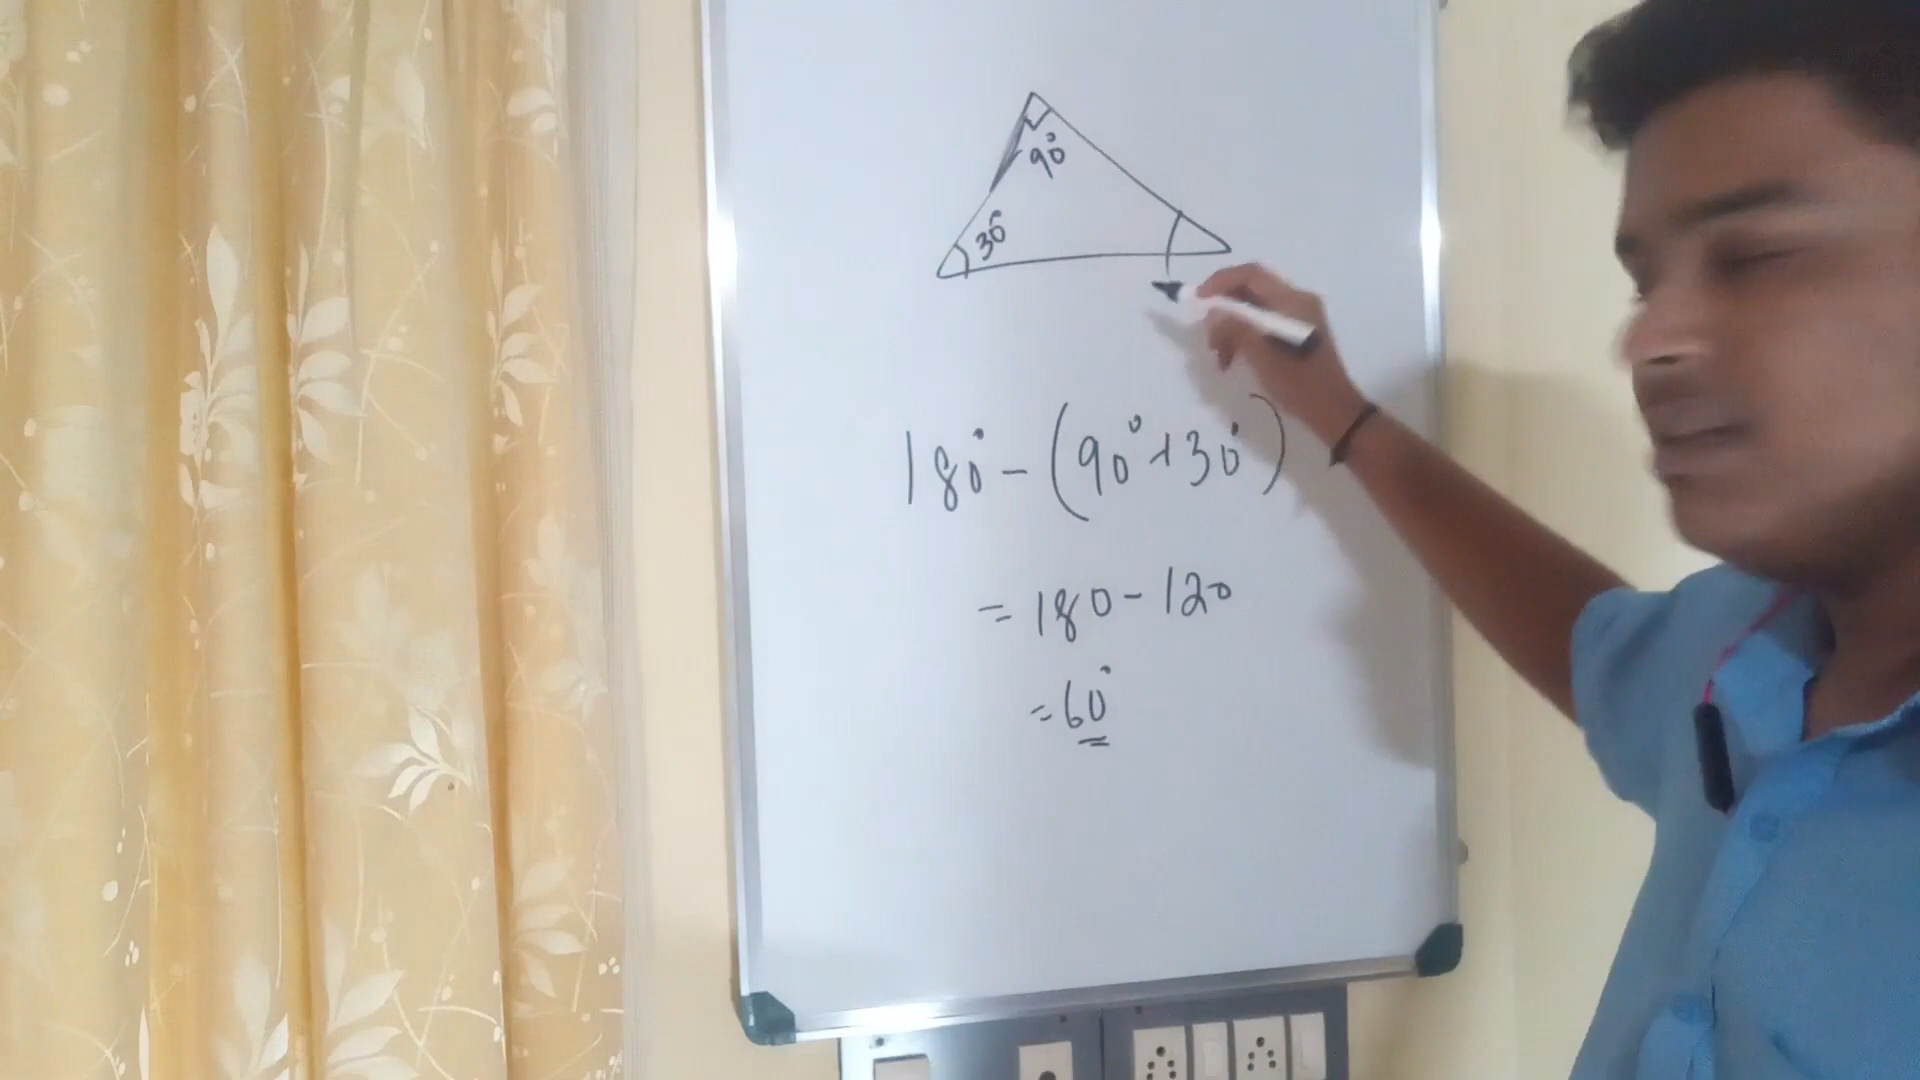 90°
30°
180° - (90° + 30°)
= 180 - 120
= 60°